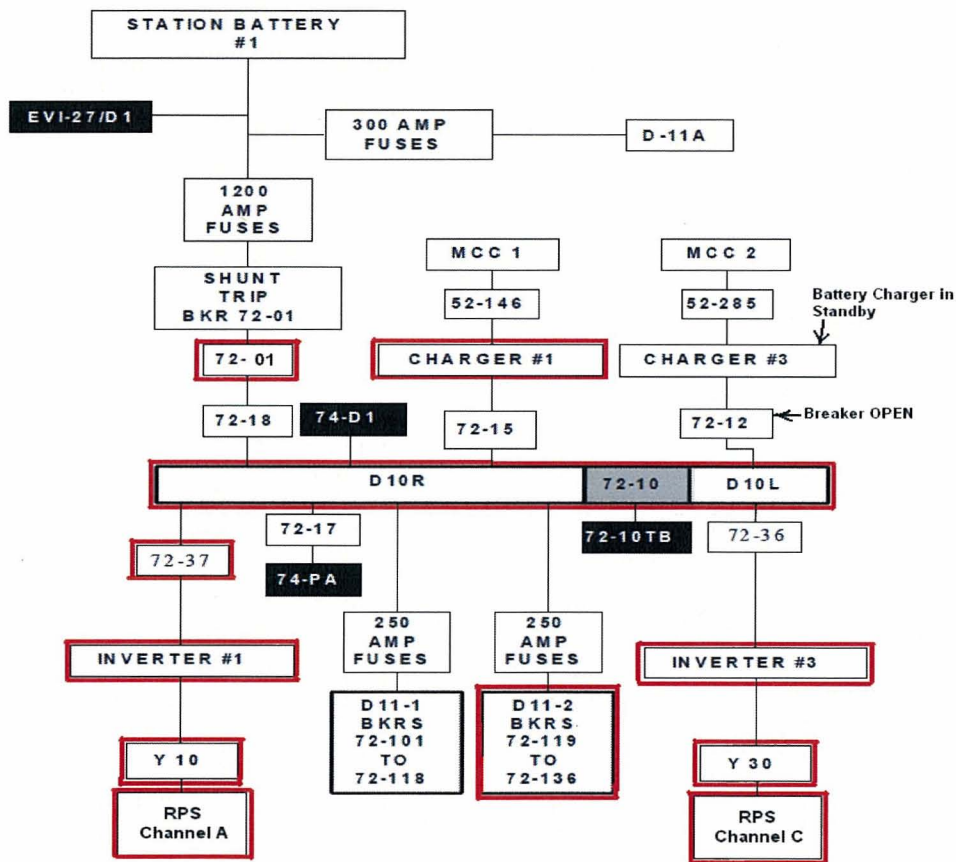 STATION BATTERY
#1
EVI-27/D1
300 AMP
FUSES
D-11A
1200
AMP
FUSES
MCC 1
MCC 2
SHUNT
TRIP
BKR 72-01
52-146
52-285
Battery Charger in
Standby
72-01
CHARGER #1
CHARGER #3
72-18
74-D1
72-15
72-12
Breaker OPEN
D10R
72-10
D10L
72-17
72-10TB
72-36
72-37
74-PA
250
AMP
FUSES
250
AMP
FUSES
INVERTER #1
INVERTER #3
D11-1
BKRS
72-101
TO
72-118
D11-2
BKRS
72-119
TO
72-136
Y 10
Y 30
RPS
Channel A
RPS
Channel C